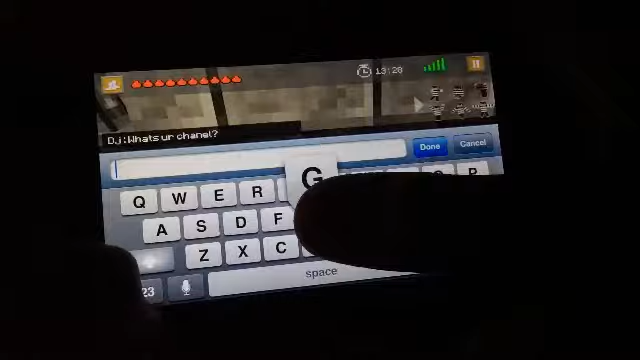 13:28
Dj:Whats ur chanel?
Done Cancel
G
Q W E R P
A S D F
Z X C
23 space